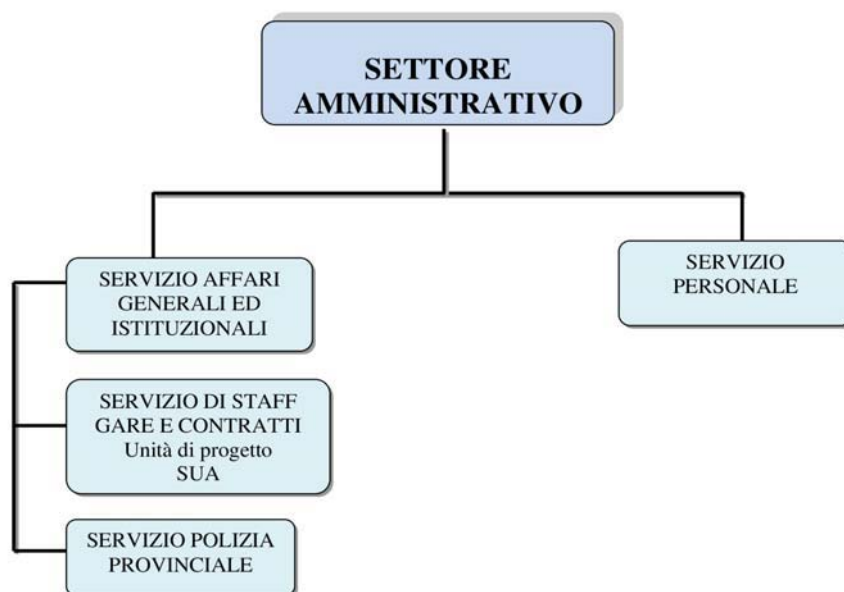 SETTORE
AMMINISTRATIVO
SERVIZIO AFFARI
GENERALI ED
ISTITUZIONALI
SERVIZIO
PERSONALE
SERVIZIO DI STAFF
GARE E CONTRATTI
Unità di progetto
SUA
SERVIZIO POLIZIA
PROVINCIALE